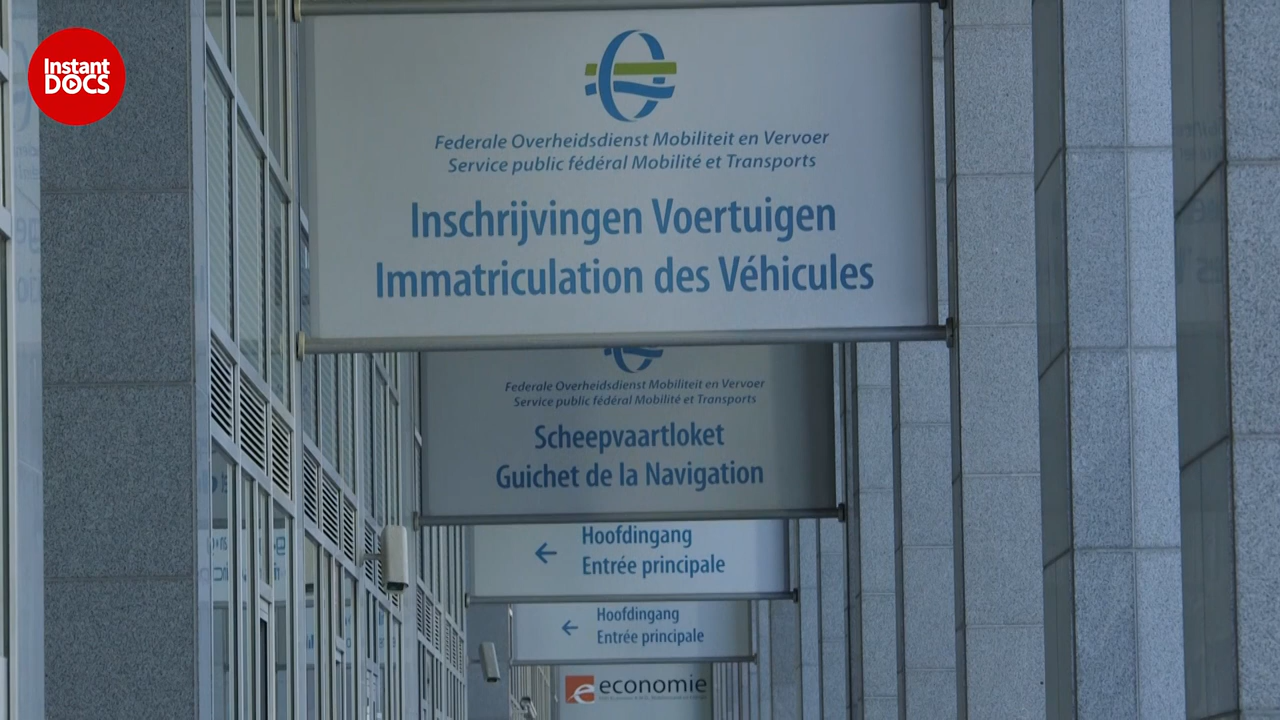 Instant
DOCS
Federale Overheidsdienst Mobiliteit en Vervoer
Service public fédéral Mobilité et Transports
Inschrijvingen Voertuigen
Immatriculation des Véhicules
Federale Overheidsdienst Mobiliteit en Vervoer
Service public fédéral Mobilité et Transports
Scheepvaartloket
Guichet de la Navigation
Hoofdingang
Entrée principale
Hoofdingang
Entrée principale
economie